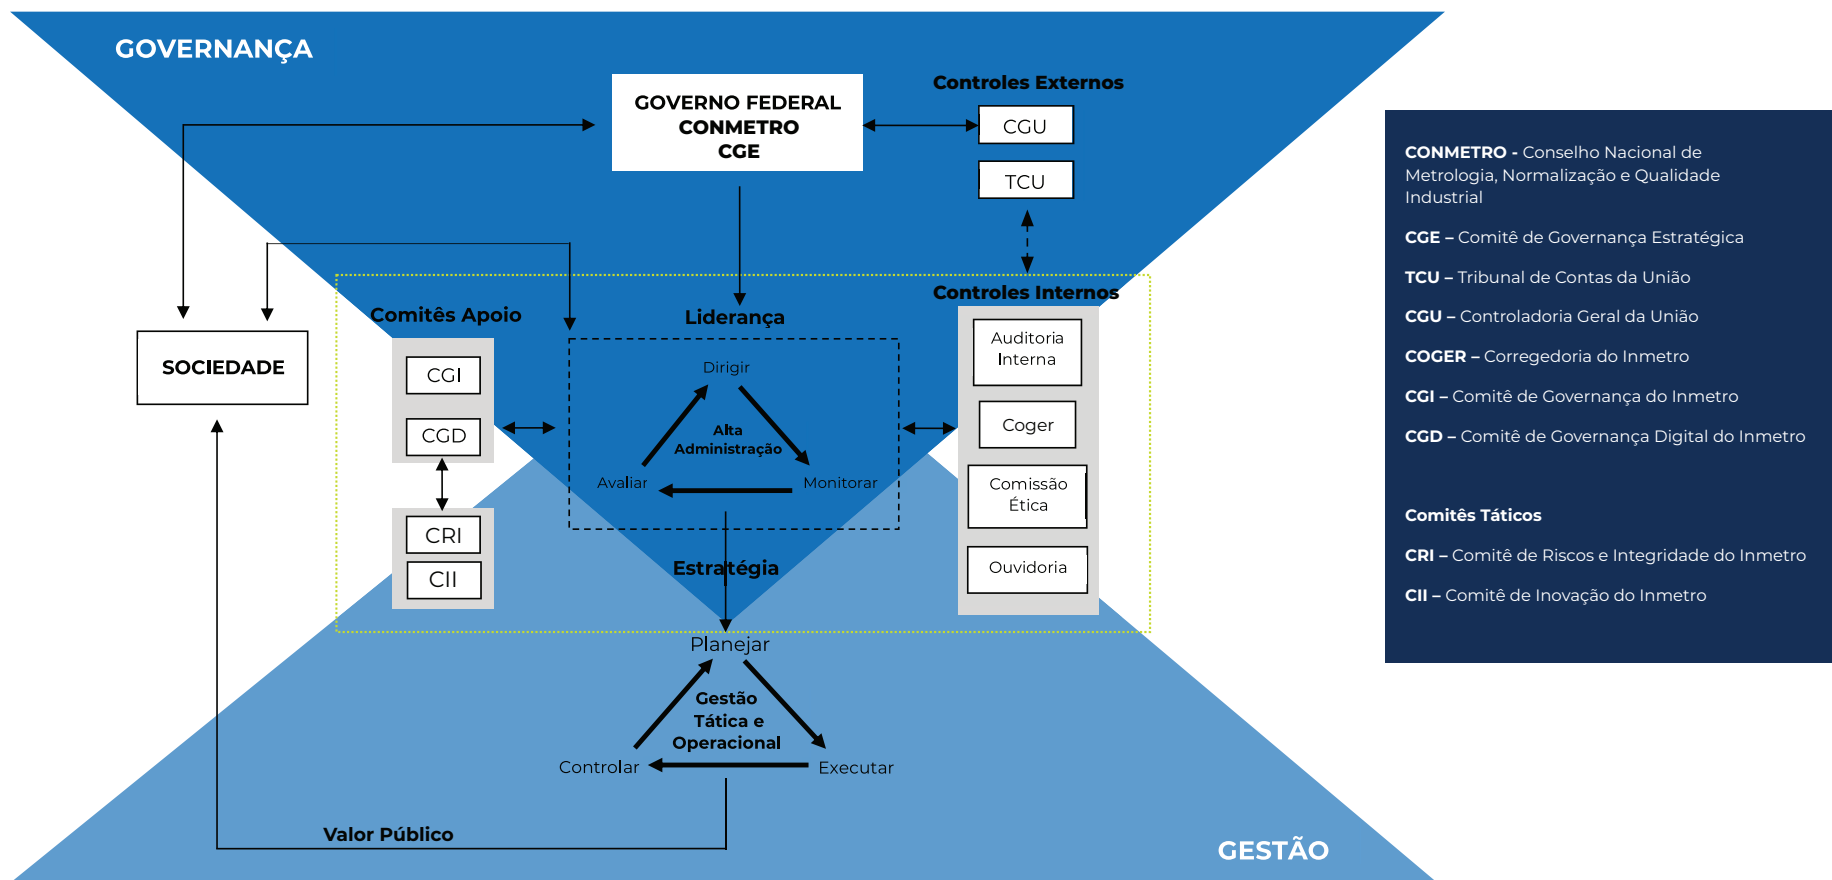 GOVERNANÇA
GOVERNO FEDERAL
CONMETRO
CGE
Controles Externos
CGU
TCU
SOCIEDADE
Comitês Apoio
CGI
CGD
CRI
CII
Liderança
Dirigir
Alta
Administração
Avaliar
Monitorar
Controles Internos
Auditoria
Interna
Coger
Comissão
Ética
Ouvidoria
Estratégia
Planejar
Gestão
Tática e
Operacional
Controlar
Executar
Valor Público
GESTÃO
CONMETRO - Conselho Nacional de
Metrologia, Normalização e Qualidade
Industrial
CGE – Comitê de Governança Estratégica
TCU – Tribunal de Contas da União
CGU – Controladoria Geral da União
COGER – Corregedoria do Inmetro
CGI – Comitê de Governança do Inmetro
CGD – Comitê de Governança Digital do Inmetro
Comitês Táticos
CRI – Comitê de Riscos e Integridade do Inmetro
CII – Comitê de Inovação do Inmetro